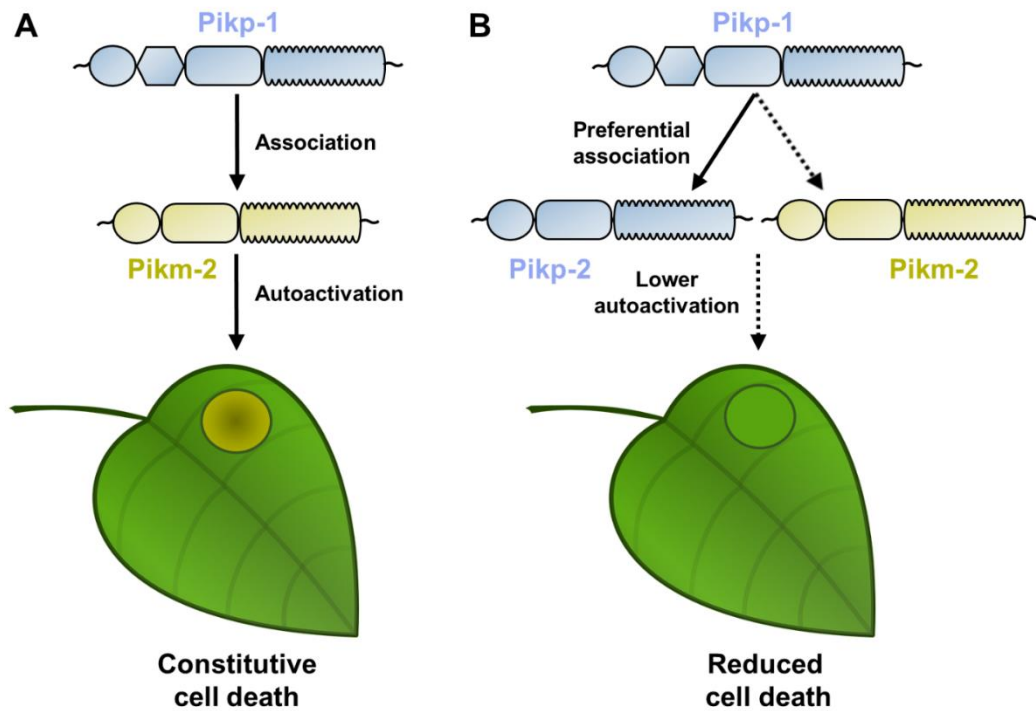 A
Pikp-1
Association
Pikm-2
Autoactivation
Constitutive
cell death
B
Pikp-1
Preferential
association
Pikp-2
Pikm-2
Lower
autoactivation
Reduced
cell death